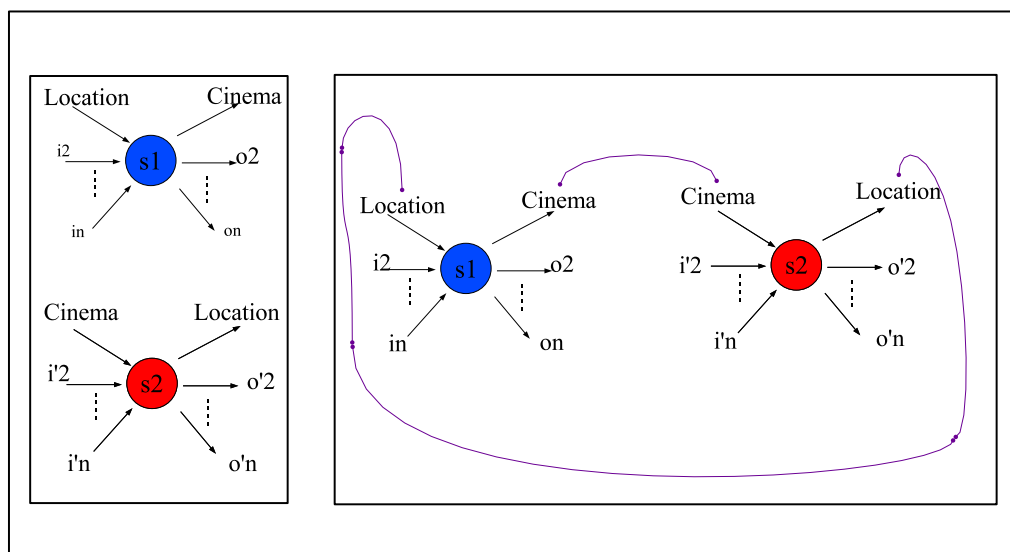 Location
Cinema
i2
s1
o2
in
on
Cinema
Location
i'2
s2
o'2
i'n
o'n
Location
Cinema
i2
s1
o2
in
on
Cinema
Location
i'2
s2
o'2
i'n
o'n